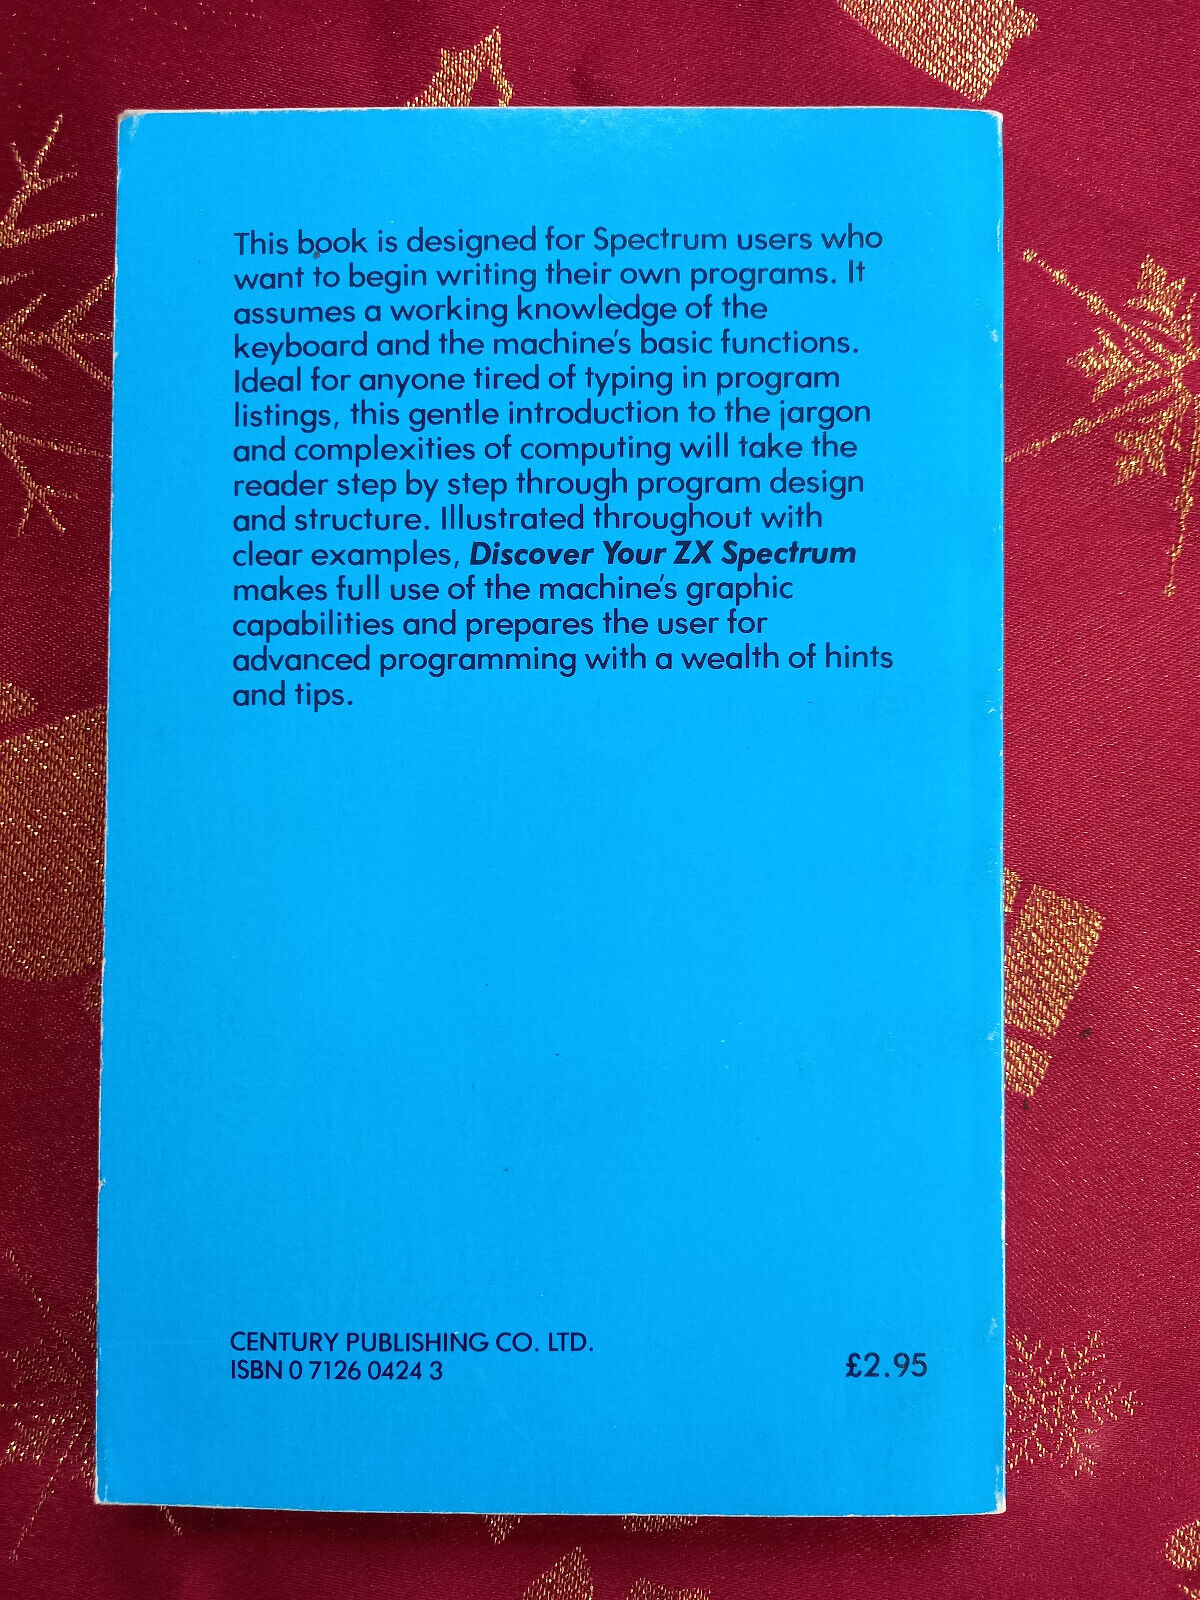 This book is designed for Spectrum users who
want to begin writing their own programs. It
assumes a working knowledge of the
keyboard and the machine's basic functions.
Ideal for anyone tired of typing in program
listings, this gentle introduction to the jargon
and complexities of computing will take the
reader step by step through program design
and structure. Illustrated throughout with
clear examples, Discover Your ZX Spectrum
makes full use of the machine's graphic
capabilities and prepares the user for
advanced programming with a wealth of hints
and tips.
CENTURY PUBLISHING CO. LTD.
ISBN 0 7126 0424 3
£2.95